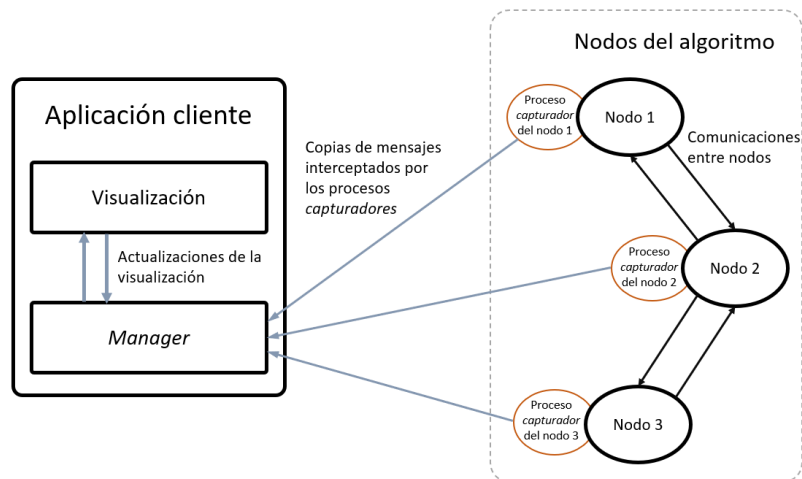 Aplicación cliente
Visualización
Actualizaciones de la
visualización
Manager
Copias de mensajes
interceptados por
los procesos
capturadores
Nodos del algoritmo
Proceso
capturador
del nodo 1
Nodo 1
Comunicaciones
entre nodos
Proceso
capturador
del nodo 2
Nodo 2
Proceso
capturador
del nodo 3
Nodo 3